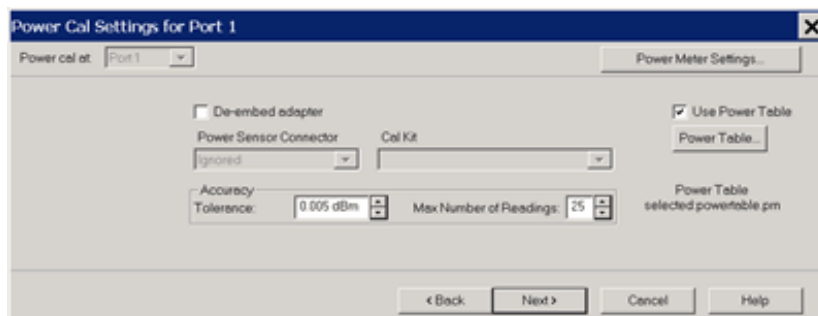 Power Cal Settings for Port 1
Power cal at: Port 1
Power Meter Settings...
De-embed adapter
Use Power Table
Power Sensor Connector
Cal Kit
Power Table...
Ignored
Accuracy
Tolerance: 0.005 dBm
Max Number of Readings: 25
Power Table
selected:powertable.prn
< Back
Next >
Cancel
Help